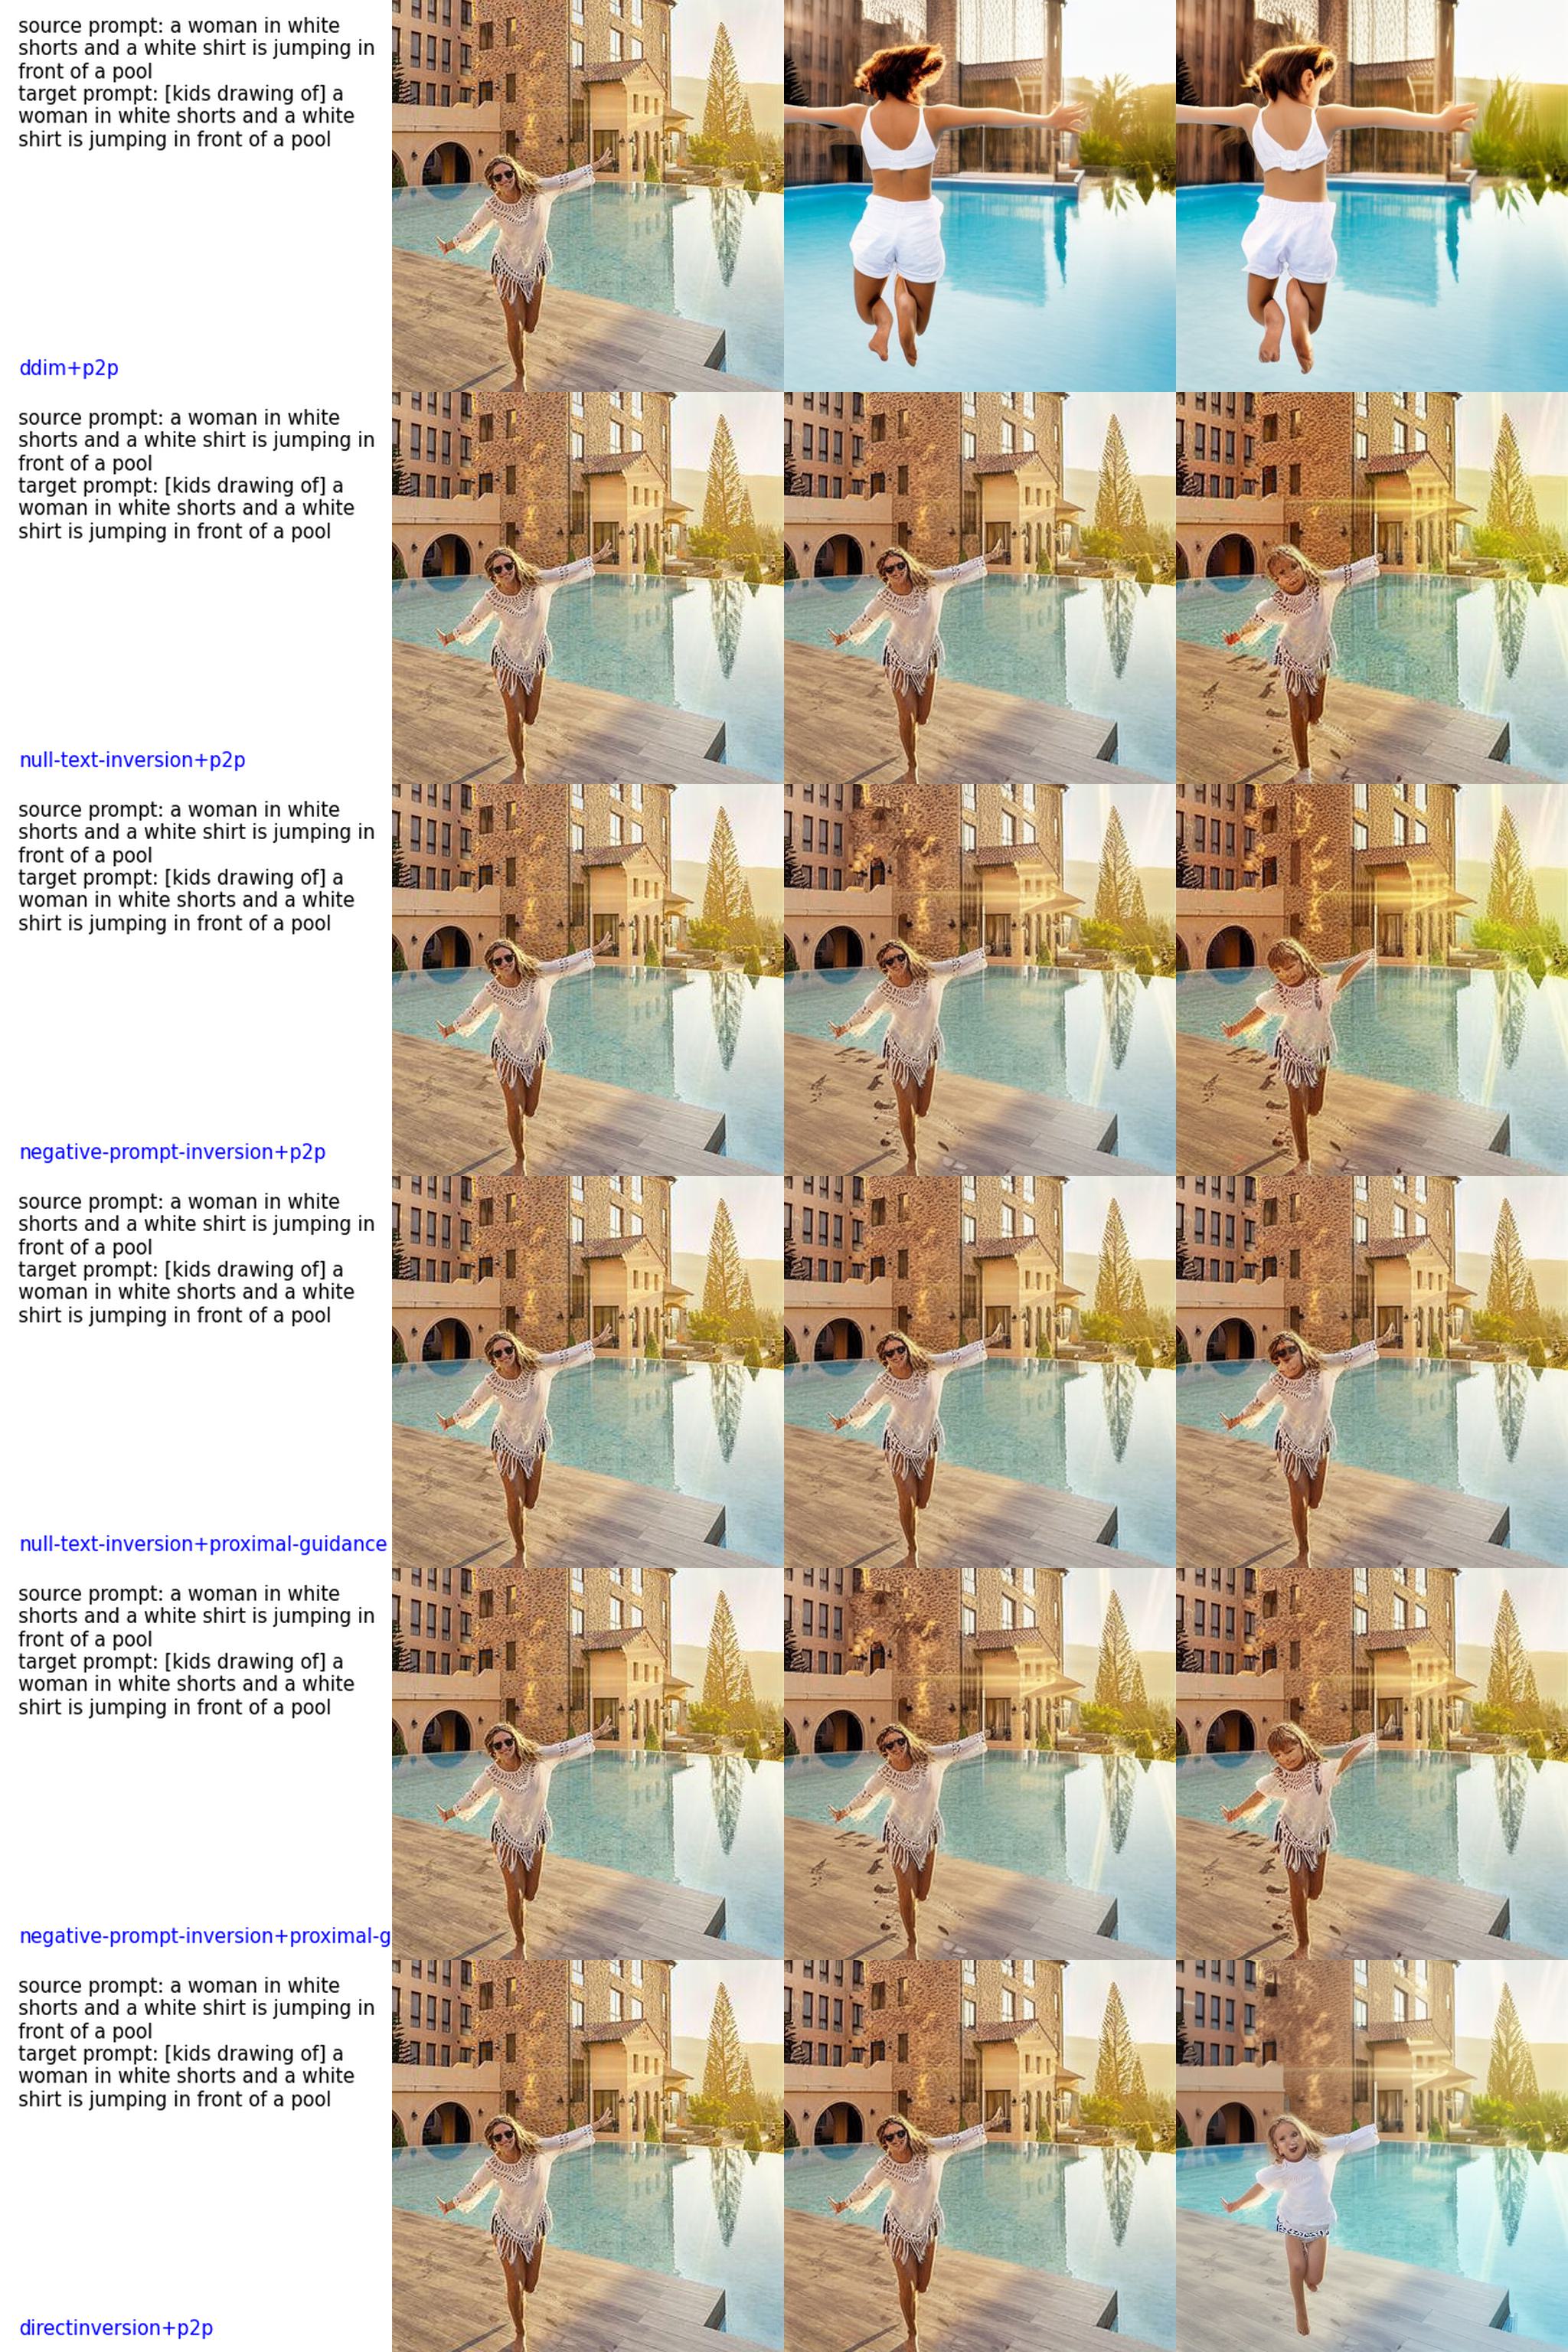 source prompt: a woman in white
shorts and a white shirt is jumping in
front of a pool
target prompt: [kids drawing of] a
woman in white shorts and a white
shirt is jumping in front of a pool
ddim+p2p
source prompt: a woman in white
shorts and a white shirt is jumping in
front of a pool
target prompt: [kids drawing of] a
woman in white shorts and a white
shirt is jumping in front of a pool
null-text-inversion+p2p
source prompt: a woman in white
shorts and a white shirt is jumping in
front of a pool
target prompt: [kids drawing of] a
woman in white shorts and a white
shirt is jumping in front of a pool
negative-prompt-inversion+p2p
source prompt: a woman in white
shorts and a white shirt is jumping in
front of a pool
target prompt: [kids drawing of] a
woman in white shorts and a white
shirt is jumping in front of a pool
null-text-inversion+proximal-guidance
source prompt: a woman in white
shorts and a white shirt is jumping in
front of a pool
target prompt: [kids drawing of] a
woman in white shorts and a white
shirt is jumping in front of a pool
negative-prompt-inversion+proximal-g
source prompt: a woman in white
shorts and a white shirt is jumping in
front of a pool
target prompt: [kids drawing of] a
woman in white shorts and a white
shirt is jumping in front of a pool
directinversion+p2p